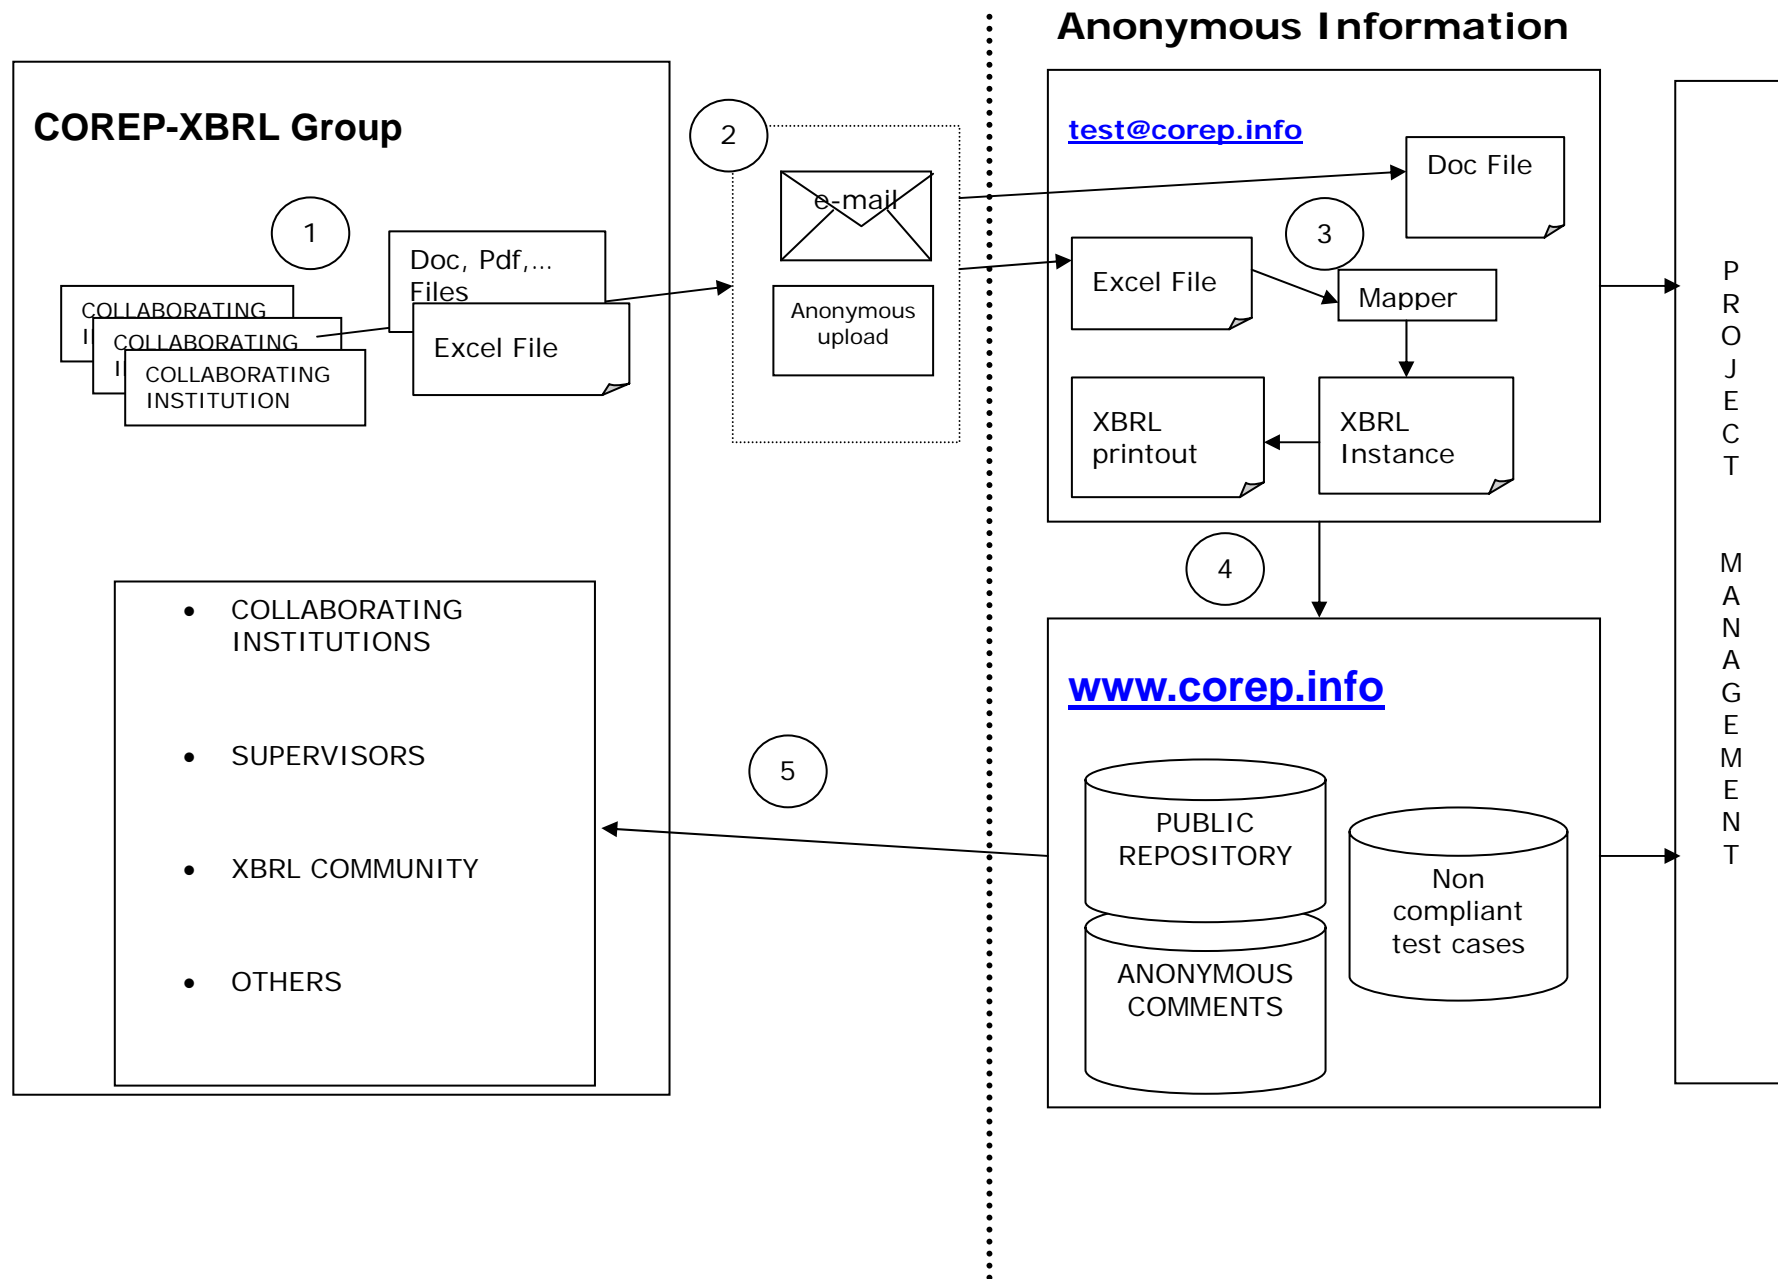 Anonymous Information
COREP-XBRL Group
1
COLLABORATING
I
COLLABORATING
I
COLLABORATING
INSTITUTION
Doc, Pdf,...
Files
Excel File
2
e-mail
Anonymous
upload
test@corep.info
Doc File
3
Excel File
Mapper
XBRL
printout
XBRL
Instance
4
• COLLABORATING
INSTITUTIONS
• SUPERVISORS
• XBRL COMMUNITY
• OTHERS
5
www.corep.info
PUBLIC
REPOSITORY
ANONYMOUS
COMMENTS
Non
compliant
test cases
P
R
O
J
E
C
T
M
A
N
A
G
E
M
E
N
T